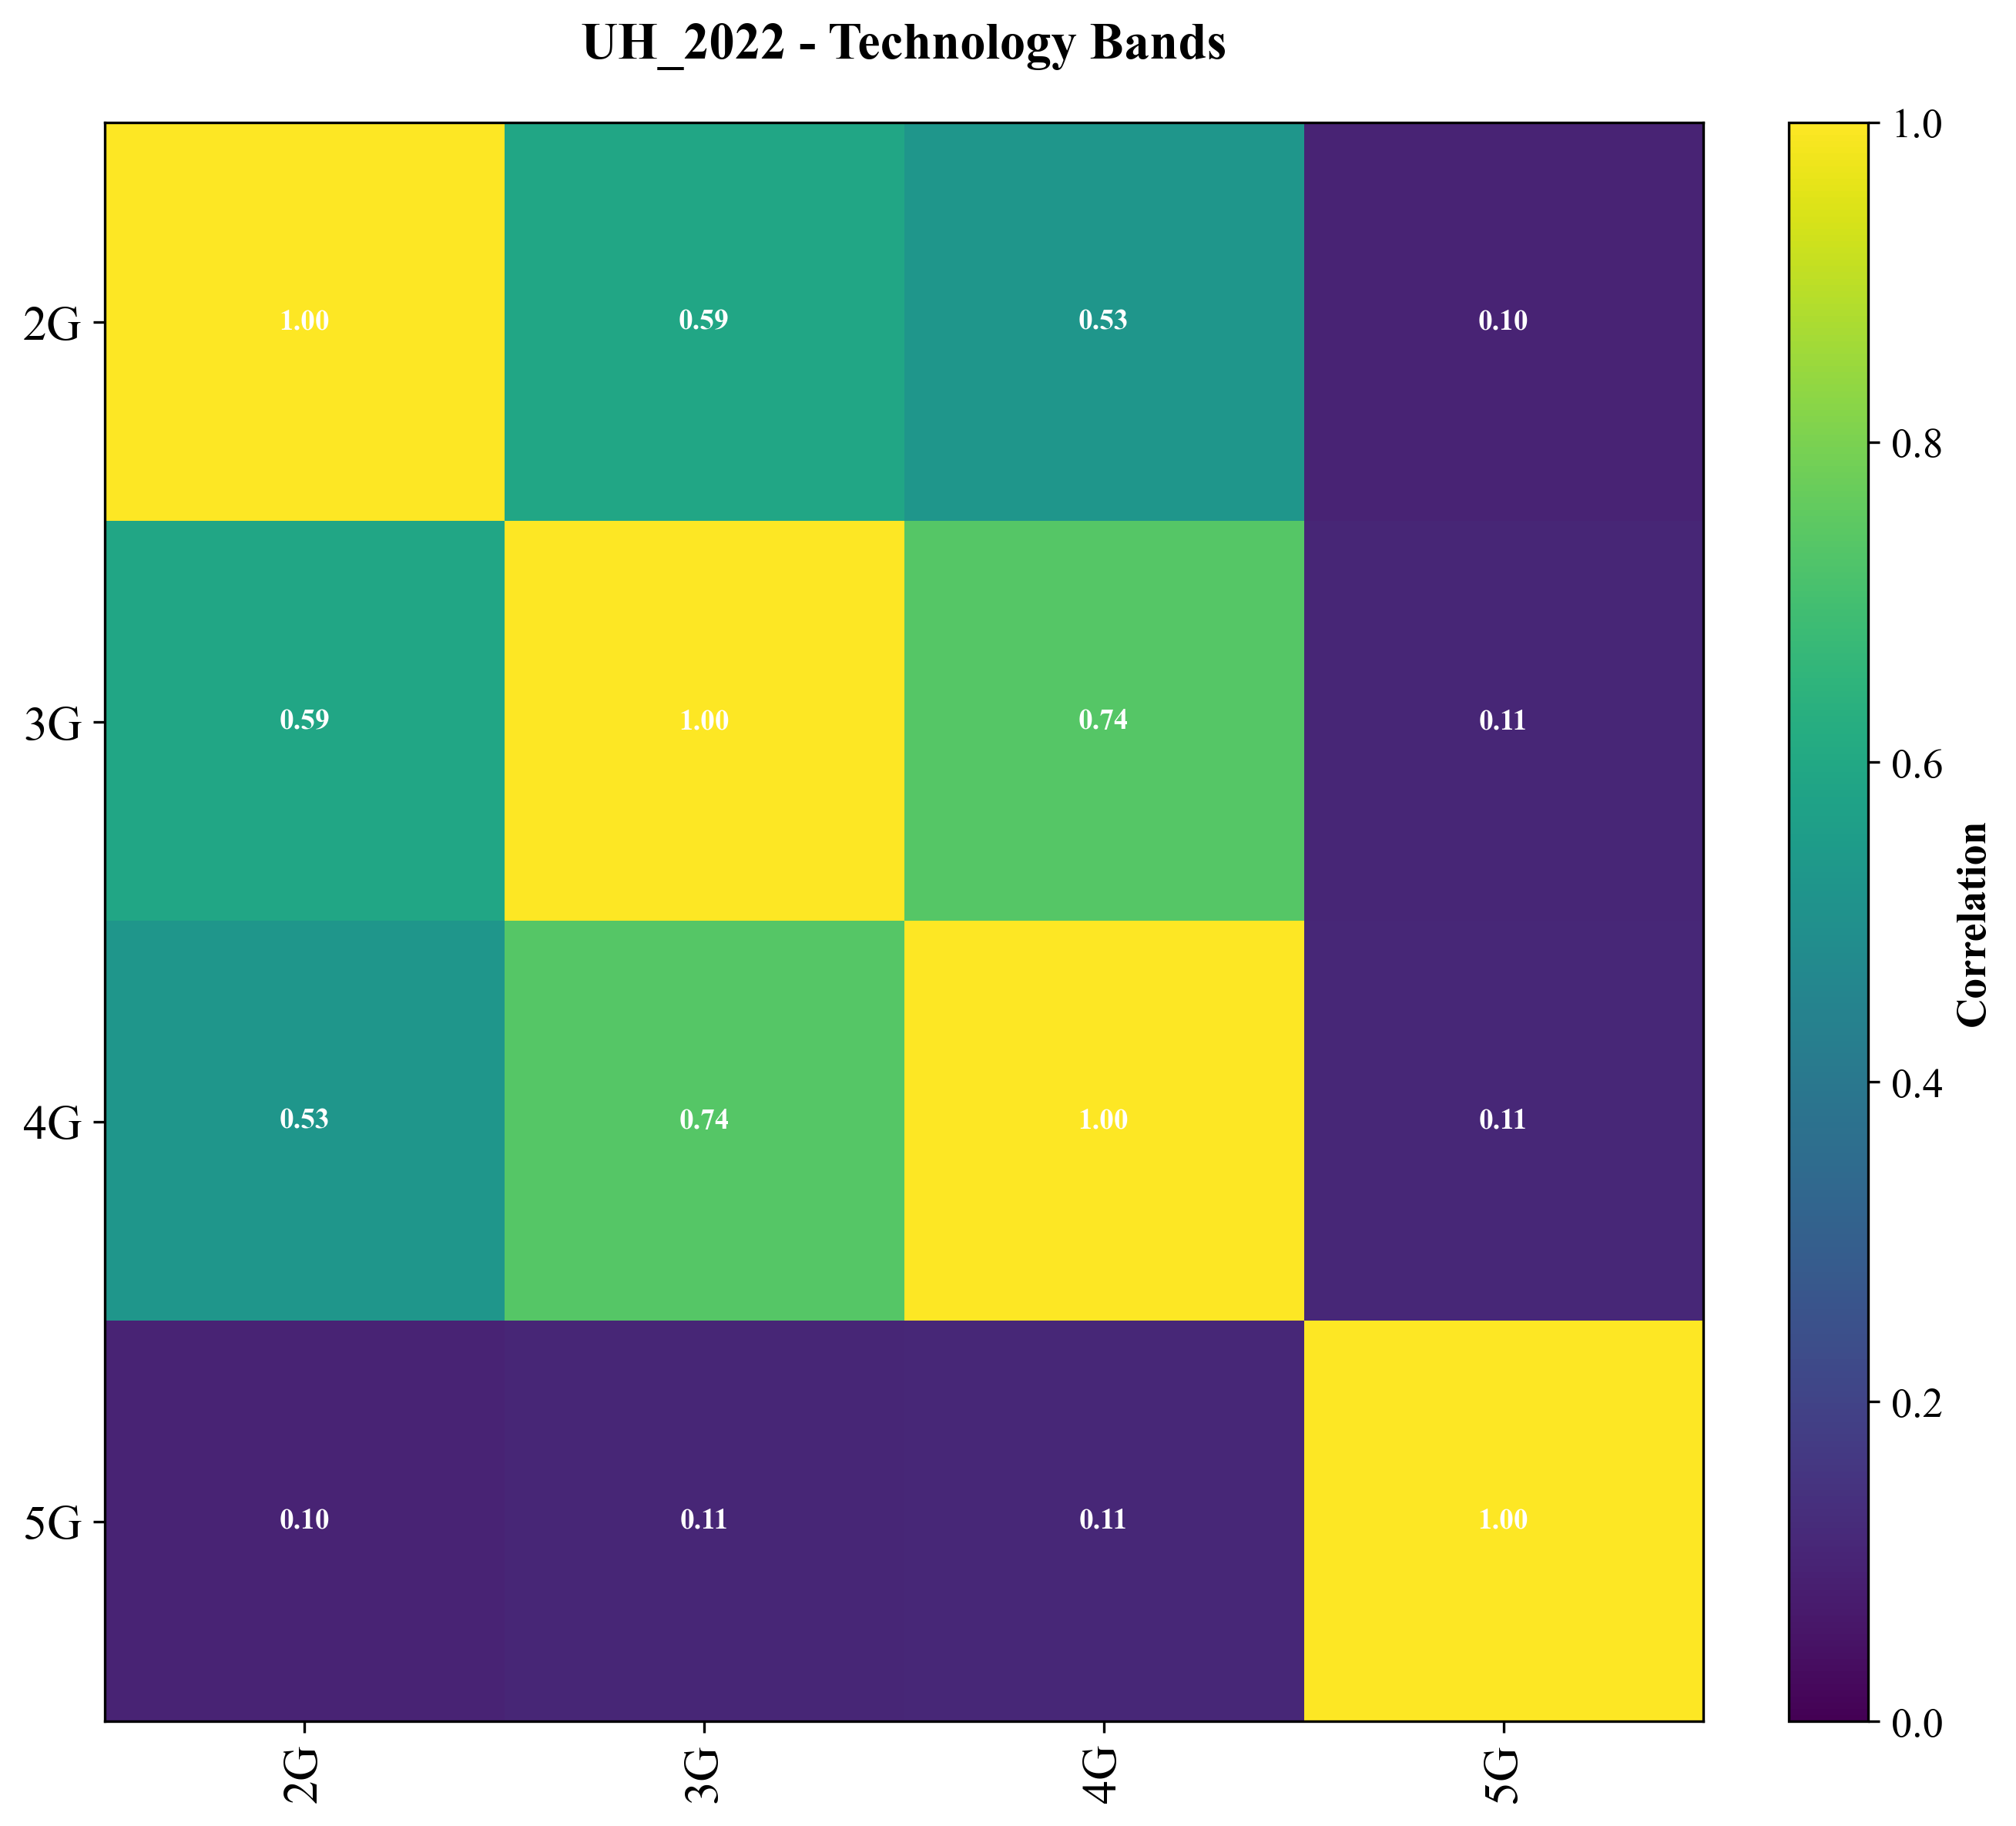 UH_2022 - Technology Bands
2G 1.00 0.59 0.53 0.10
3G 0.59 1.00 0.74 0.11
4G 0.53 0.74 1.00 0.11
5G 0.10 0.11 0.11 1.00
2G 3G 4G 5G
1.0
0.8
0.6
0.4
0.2
0.0
Correlation